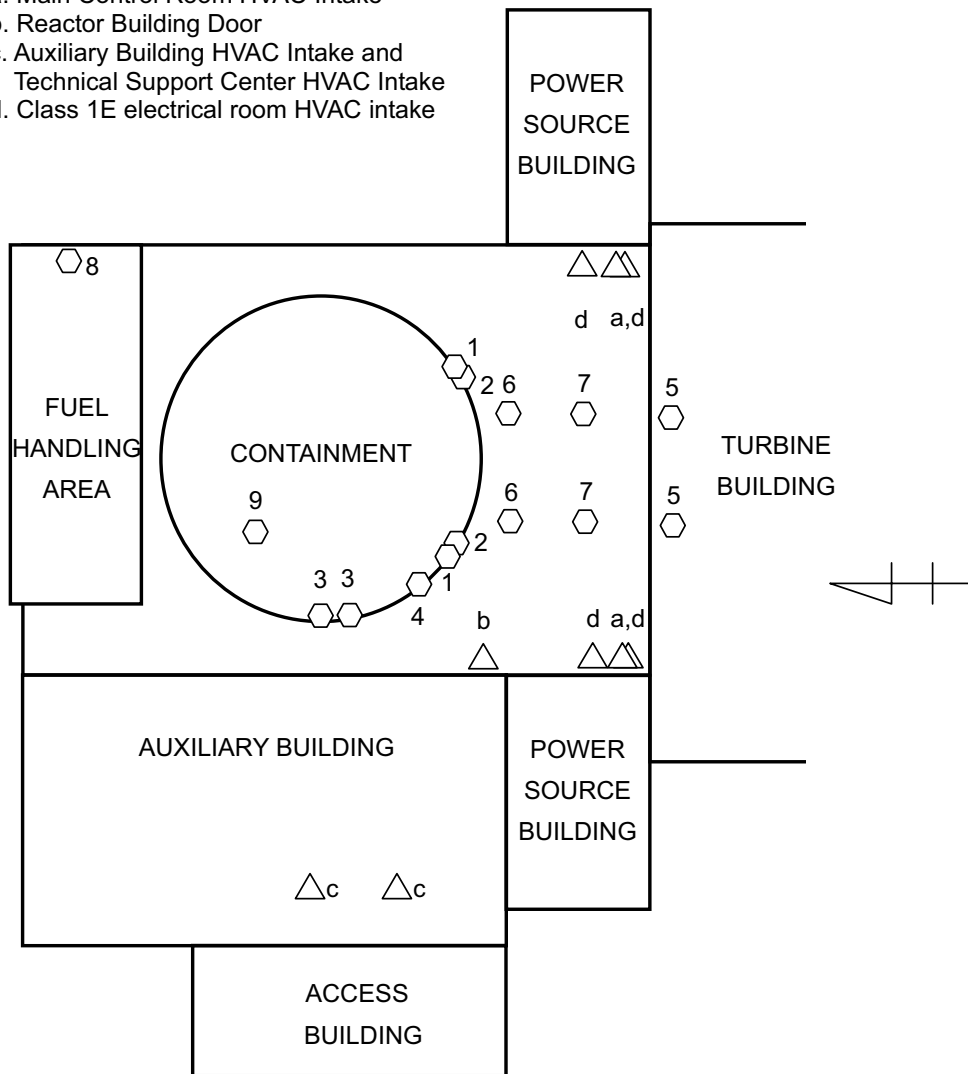 a. Main Control Room HVAC Intake
b. Reactor Building Door
c. Auxiliary Building HVAC Intake and
Technical Support Center HVAC Intake
d. Class 1E electrical room HVAC intake
POWER
SOURCE
BUILDING
8
d a,d
1
2 6 7 5
FUEL
HANDLING
AREA
CONTAINMENT
TURBINE
BUILDING
9
6 7 5
2
1
3 3
4
b d a,d
AUXILIARY BUILDING
POWER
SOURCE
BUILDING
c c
ACCESS
BUILDING